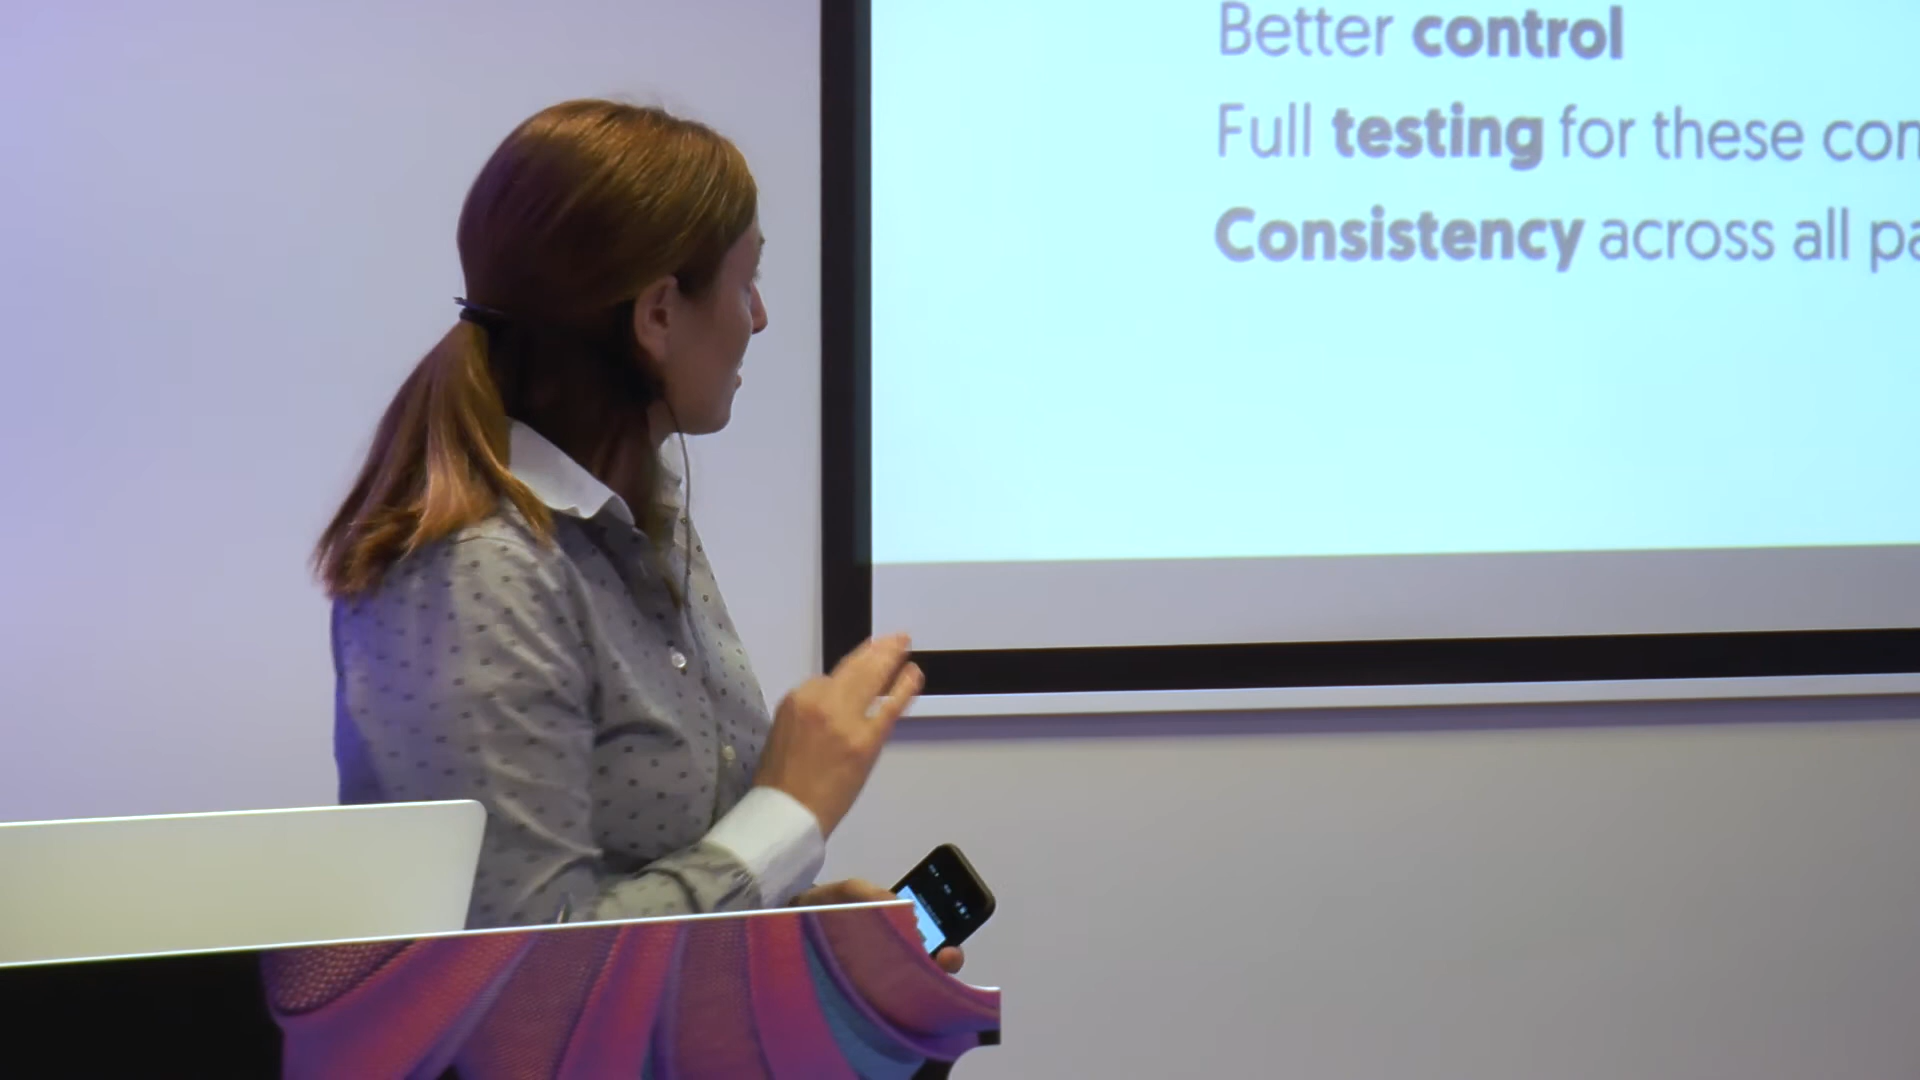 Better control
Full testing for these con
Consistency across all pa